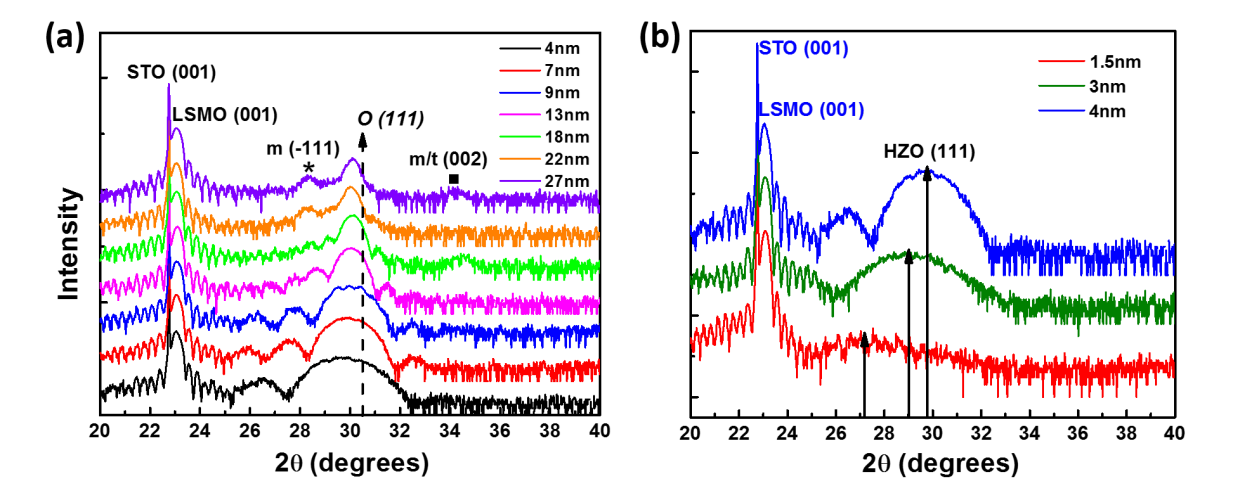 (a)
STO (001)
LSMO (001)
m (-111)
*
O (111)
m/t (002)
4nm
7nm
9nm
13nm
18nm
22nm
27nm
Intensity
20 22 24 26 28 30 32 34 36 38 40
2θ (degrees)
(b)
STO (001)
LSMO (001)
HZO (111)
1.5nm
3nm
4nm
20 22 24 26 28 30 32 34 36 38 40
2θ (degrees)